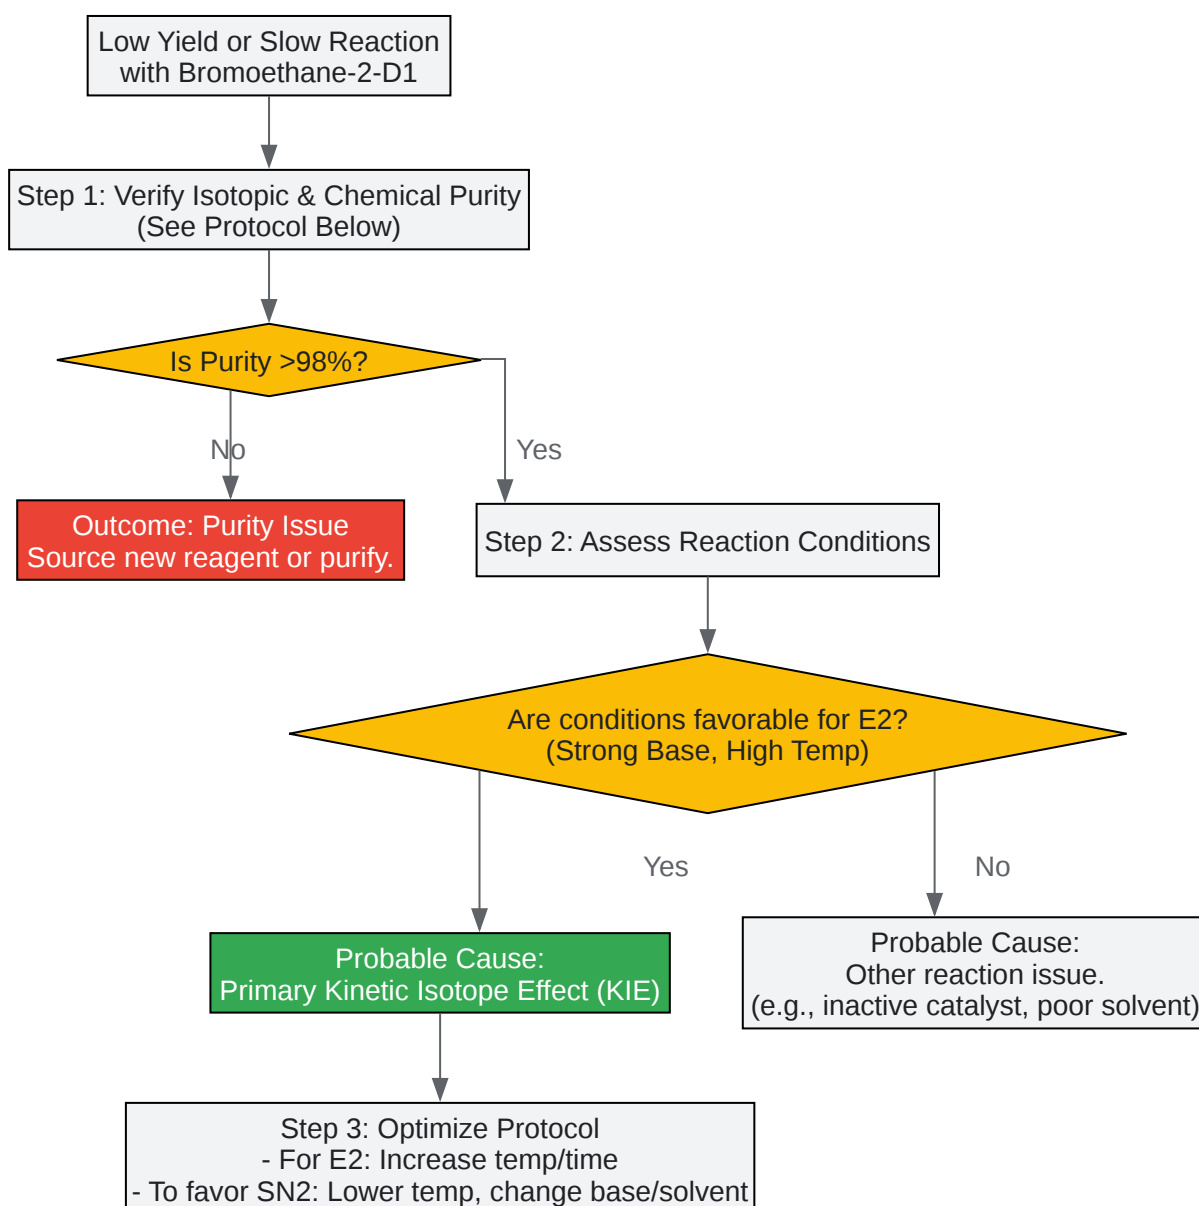 Low Yield or Slow Reaction
with Bromoethane-2-D1
Step 1: Verify Isotopic & Chemical Purity
(See Protocol Below)
Is Purity >98%?
No
Yes
Outcome: Purity Issue
Source new reagent or purify.
Step 2: Assess Reaction Conditions
Are conditions favorable for E2?
(Strong Base, High Temp)
Yes
No
Probable Cause:
Primary Kinetic Isotope Effect (KIE)
Probable Cause:
Other reaction issue.
(e.g., inactive catalyst, poor solvent)
Step 3: Optimize Protocol
- For E2: Increase temp/time
- To favor SN2: Lower temp, change base/solvent